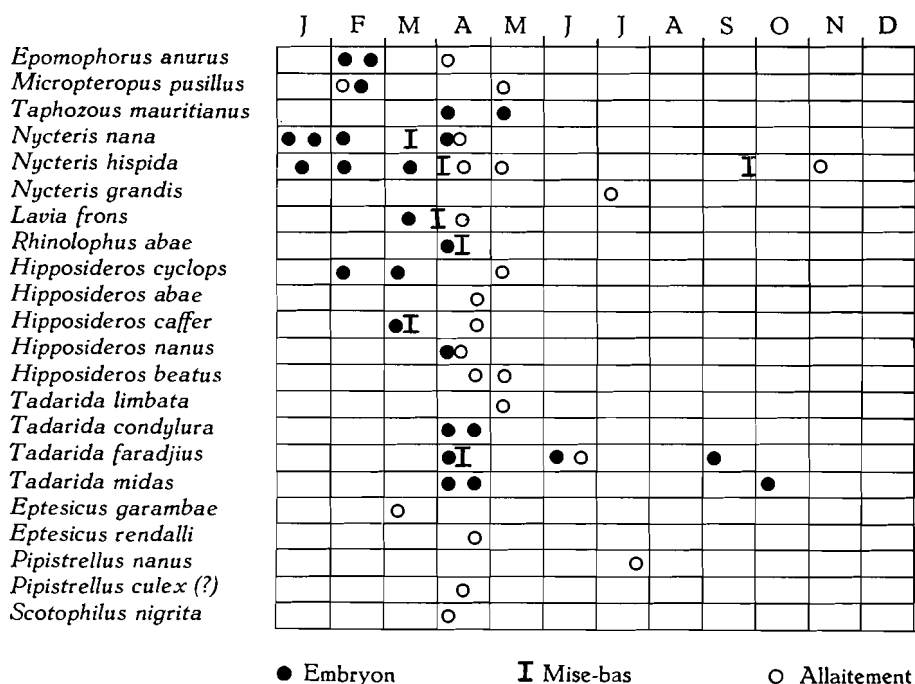 J F M A M J J A S O N D
Epomophorus anurus
Micropteropus pusillus
Taphozous mauritianus
Nycteris nana
Nycteris hispida
Nycteris grandis
Lavia frons
Rhinolophus abae
Hipposideros cyclops
Hipposideros abae
Hipposideros caffer
Hipposideros nanus
Hipposideros beatus
Tadarida limbata
Tadarida condylura
Tadarida faradjius
Tadarida midas
Eptesicus garambae
Eptesicus rendalli
Pipistrellus nanus
Pipistrellus culex (?)
Scotophilus nigrita
● Embryon I Mise-bas ○ Allaitement